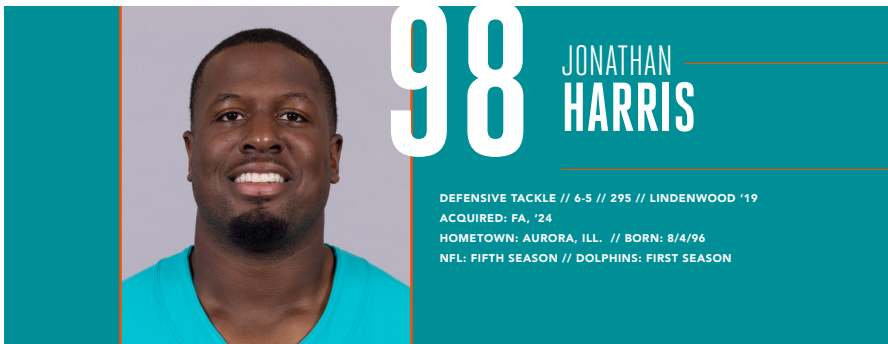 98
JONATHAN
HARRIS
DEFENSIVE TACKLE // 6-5 // 295 // LINDENWOOD ‘19
ACQUIRED: FA, ‘24
HOMETOWN: AURORA, ILL. // BORN: 8/4/96
NFL: FIFTH SEASON // DOLPHINS: FIRST SEASON